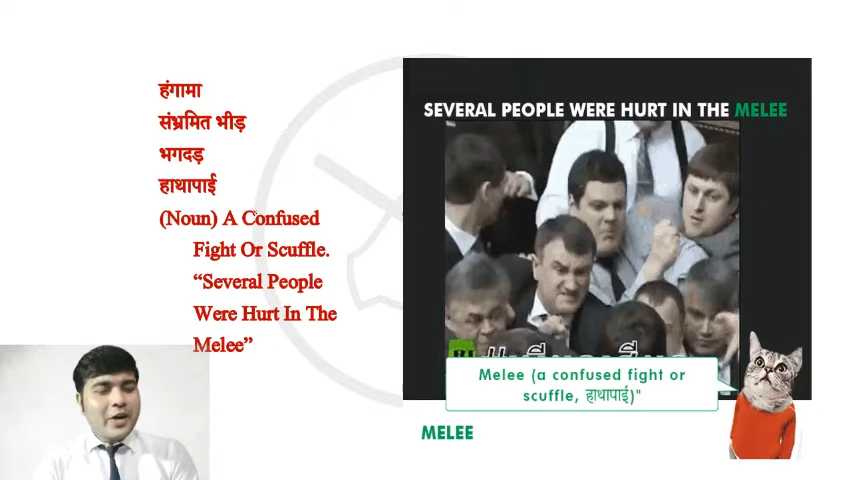 हंगामा
संभ्रमित भीड़
भगदड़
हाथापाई
(Noun) A Confused
Fight Or Scuffle.
“Several People
Were Hurt In The
Melee”
SEVERAL PEOPLE WERE HURT IN THE MELEE
Melee (a confused fight or
scuffle, हाथापाई)"
MELEE